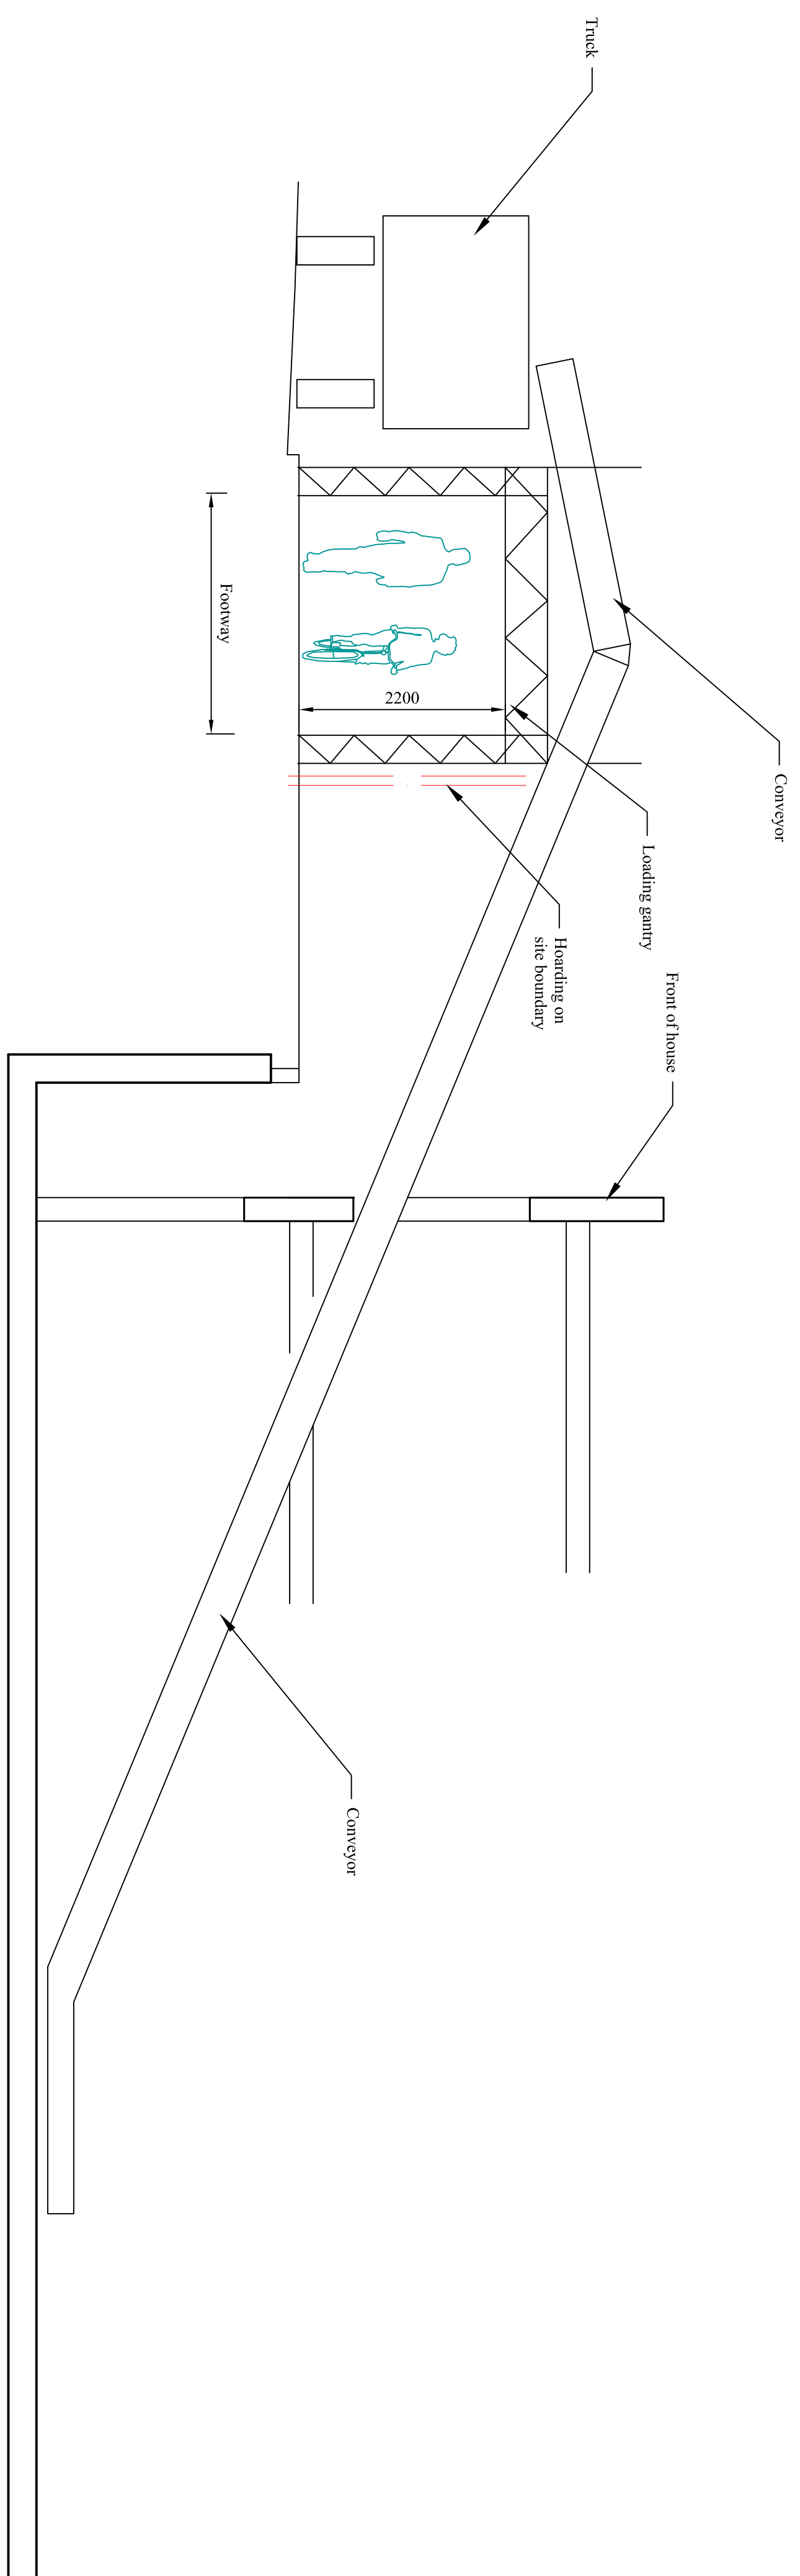 Truck
Conveyor
Loading gantry
Hoarding on
site boundary
Front of house
2200
Footway
Conveyor